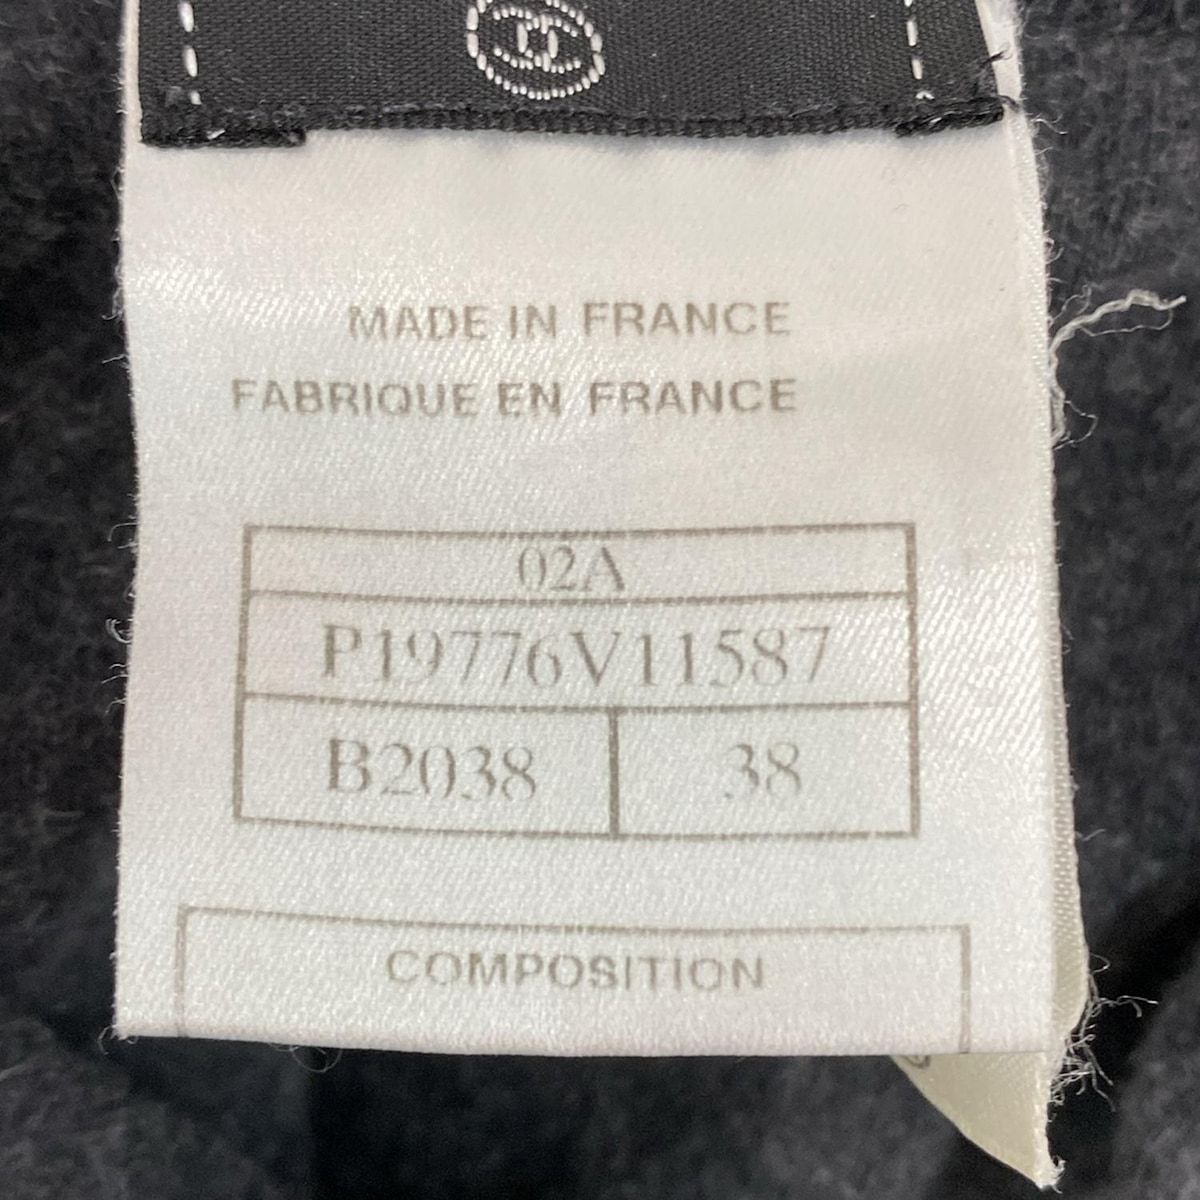 MADE IN FRANCE
FABRIQUE EN FRANCE
02A
P19776V11587
B2038 38
COMPOSITION